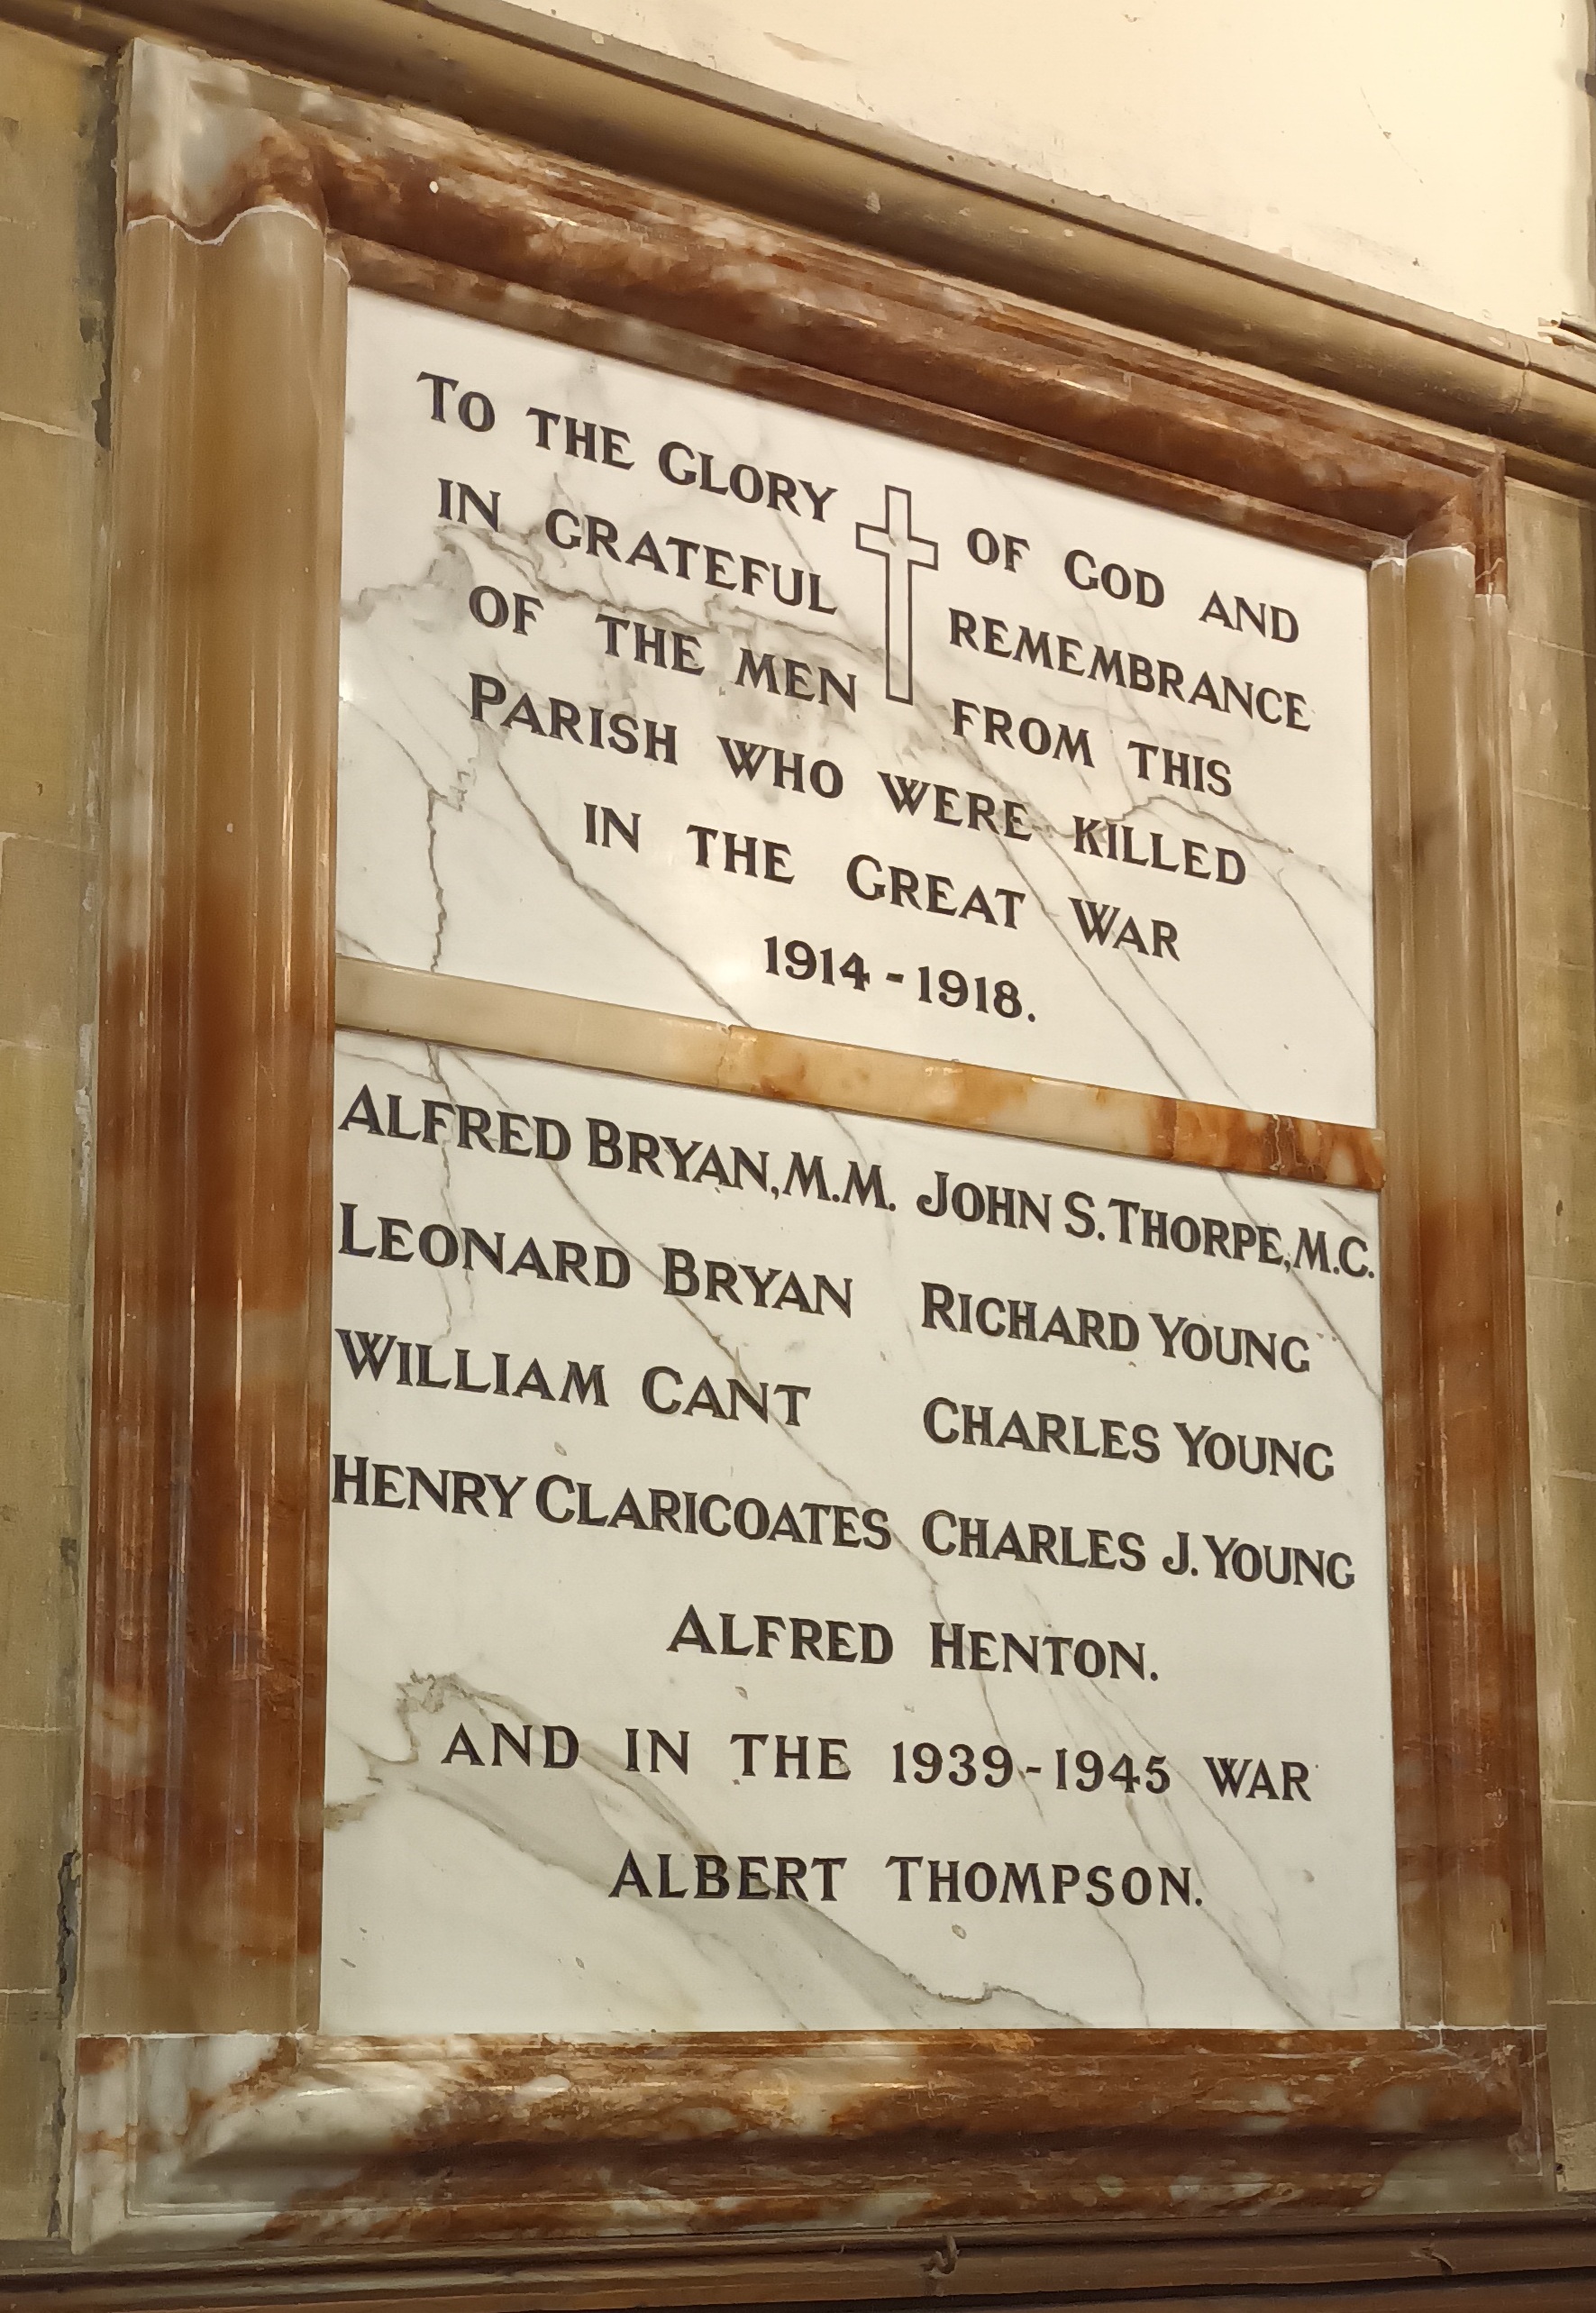 TO THE GLORY OF GOD AND
IN GRATEFUL REMEMBRANCE
OF THE MEN FROM THIS
PARISH WHO WERE KILLED
IN THE GREAT WAR
1914 - 1918.
ALFRED BRYAN, M.M. JOHN S. THORPE, M.C.
LEONARD BRYAN RICHARD YOUNG
WILLIAM CANT CHARLES YOUNG
HENRY CLARICOATES CHARLES J. YOUNG
ALFRED HENTON.
AND IN THE 1939-1945 WAR
ALBERT THOMPSON.